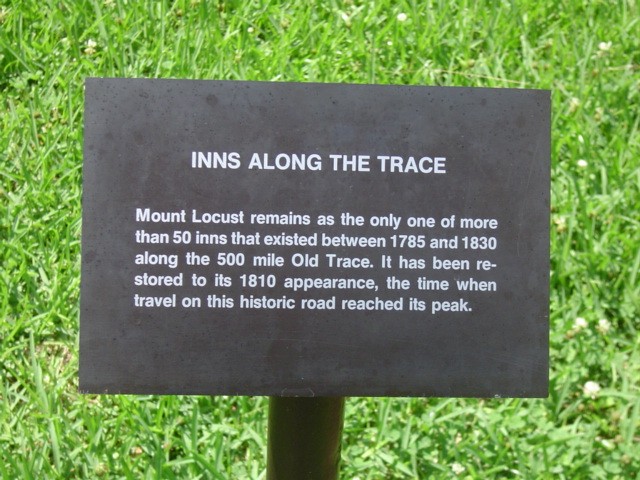 INNS ALONG THE TRACE
Mount Locust remains as the only one of more
than 50 inns that existed between 1785 and 1830
along the 500 mile Old Trace. It has been re-
stored to its 1810 appearance, the time when
travel on this historic road reached its peak.